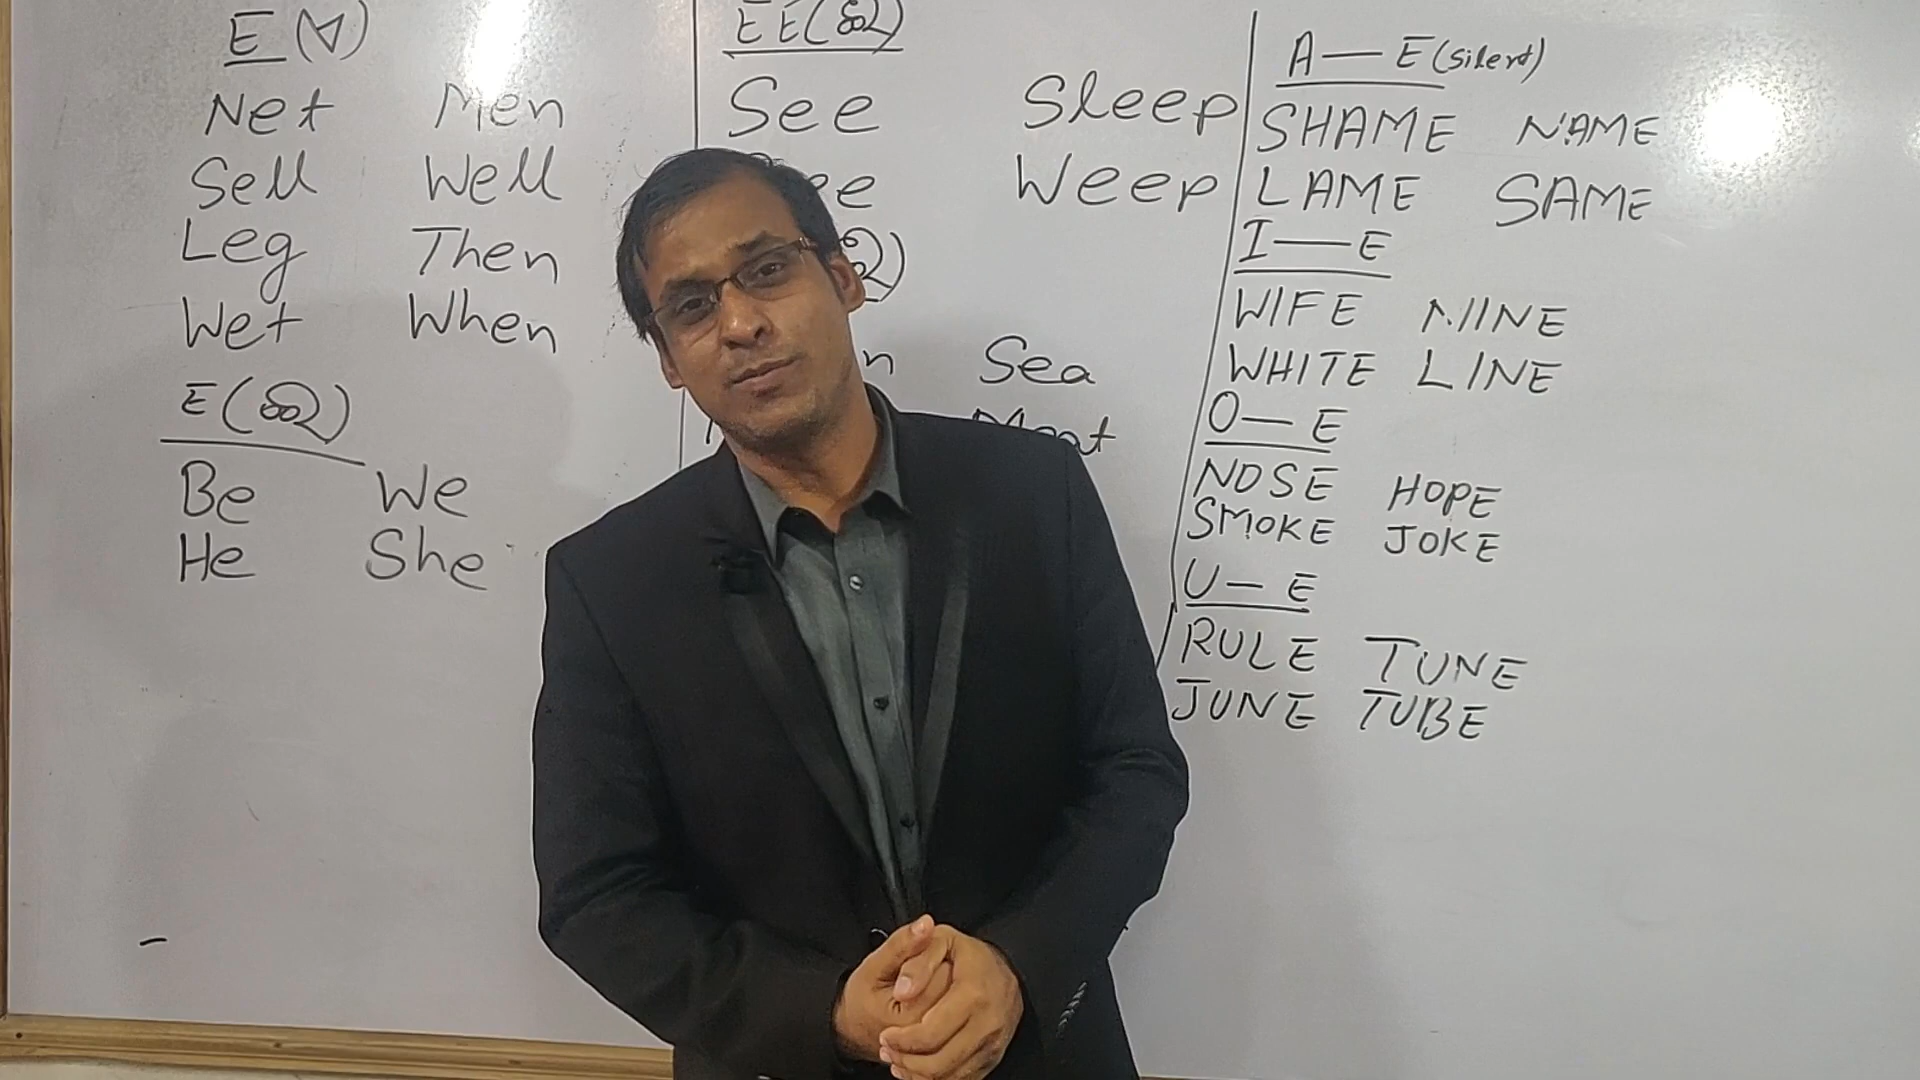 E
Net Men
Sell Well
Leg Then
Wet When
E
Be We
He She
EE
See Sleep
Weep
Sea
A — E (Silent)
SHAME NAME
LAME SAME
I — E
WIFE NINE
WHITE LINE
O — E
NOSE HOPE
SMOKE JOKE
U — E
RULE TUNE
JUNE TUBE